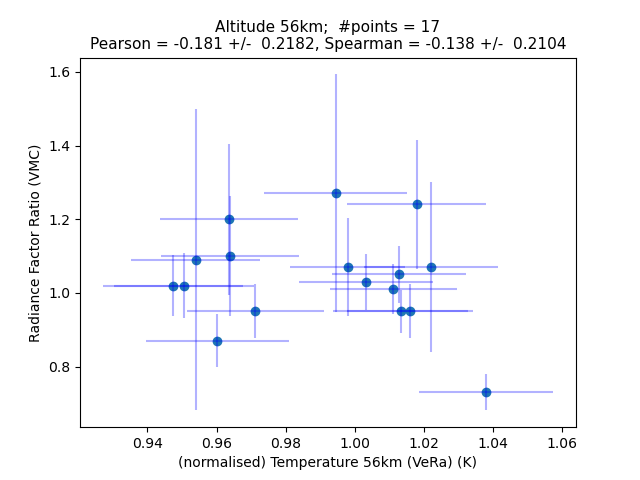 Altitude 56km;  #points = 17
Pearson = -0.181 +/-  0.2182, Spearman = -0.138 +/-  0.2104
1.6
1.4
1.2
1.0
0.8
Radiance Factor Ratio (VMC)
0.94 0.96 0.98 1.00 1.02 1.04 1.06
(normalised) Temperature 56km (VeRa) (K)